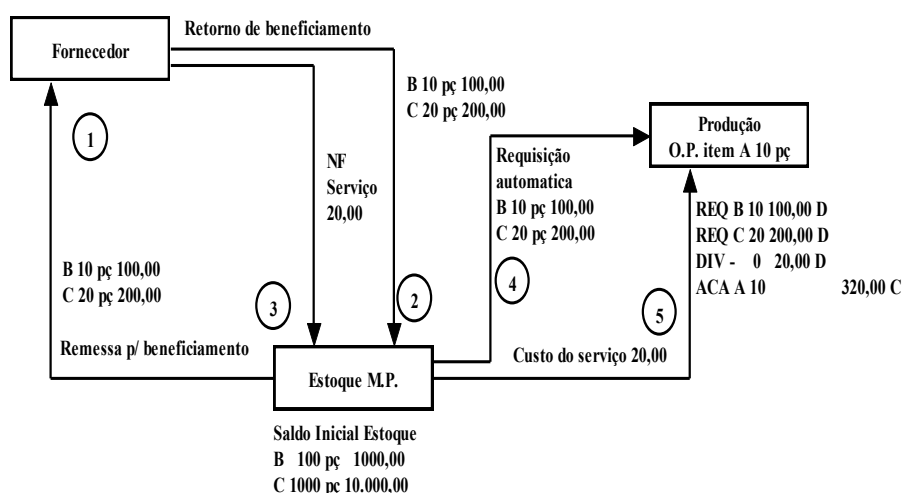 Retorno de beneficiamento
Fornecedor
B 10 pç 100,00
C 20 pç 200,00
1
NF
Serviço
20,00
Produção
O.P. item A 10 pç
Requisição
automatica
B 10 pç 100,00
C 20 pç 200,00
REQ B 10 100,00 D
REQ C 20 200,00 D
DIV - 0 20,00 D
ACA A 10 320,00 C
B 10 pç 100,00
C 20 pç 200,00
3
2
4
5
Remessa p/ beneficiamento
Custo do serviço 20,00
Estoque M.P.
Saldo Inicial Estoque
B 100 pç 1000,00
C 1000 pç 10.000,00